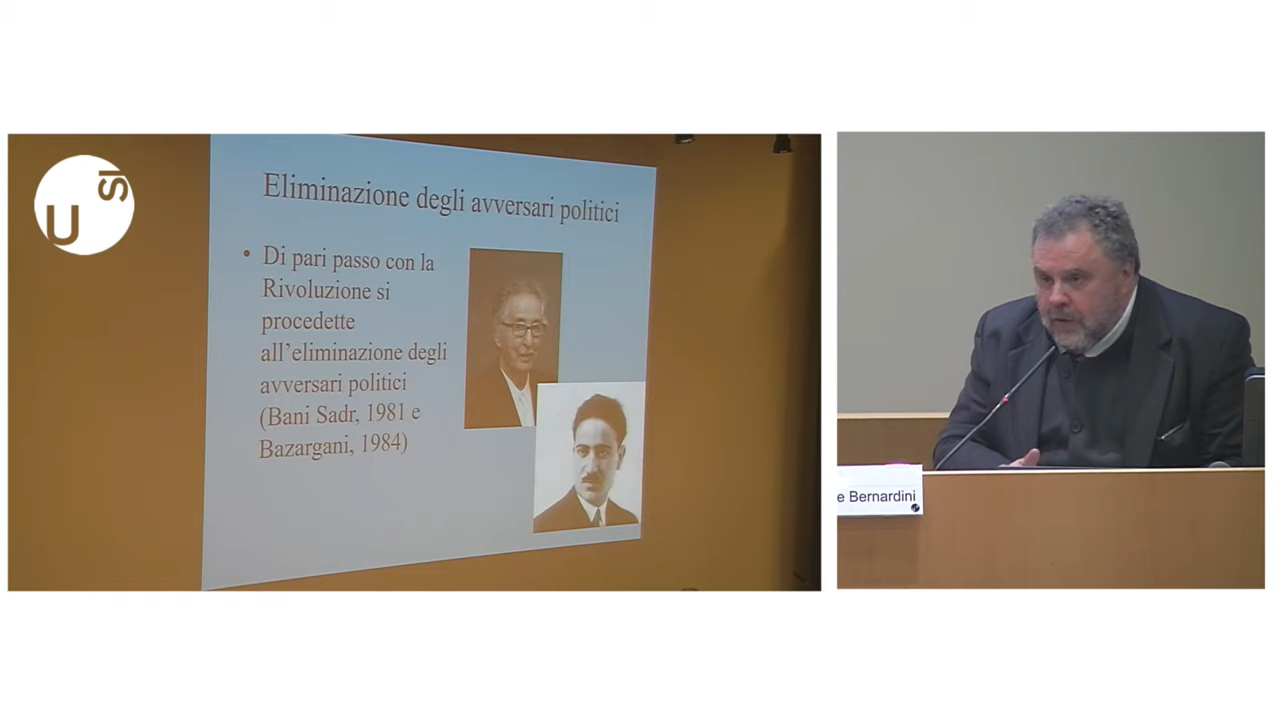 U
SI
Eliminazione degli avversari politici
• Di pari passo con la
Rivoluzione si
procedette
all'eliminazione degli
avversari politici
(Bani Sadr, 1981 e
Bazargani, 1984)
e Bernardini